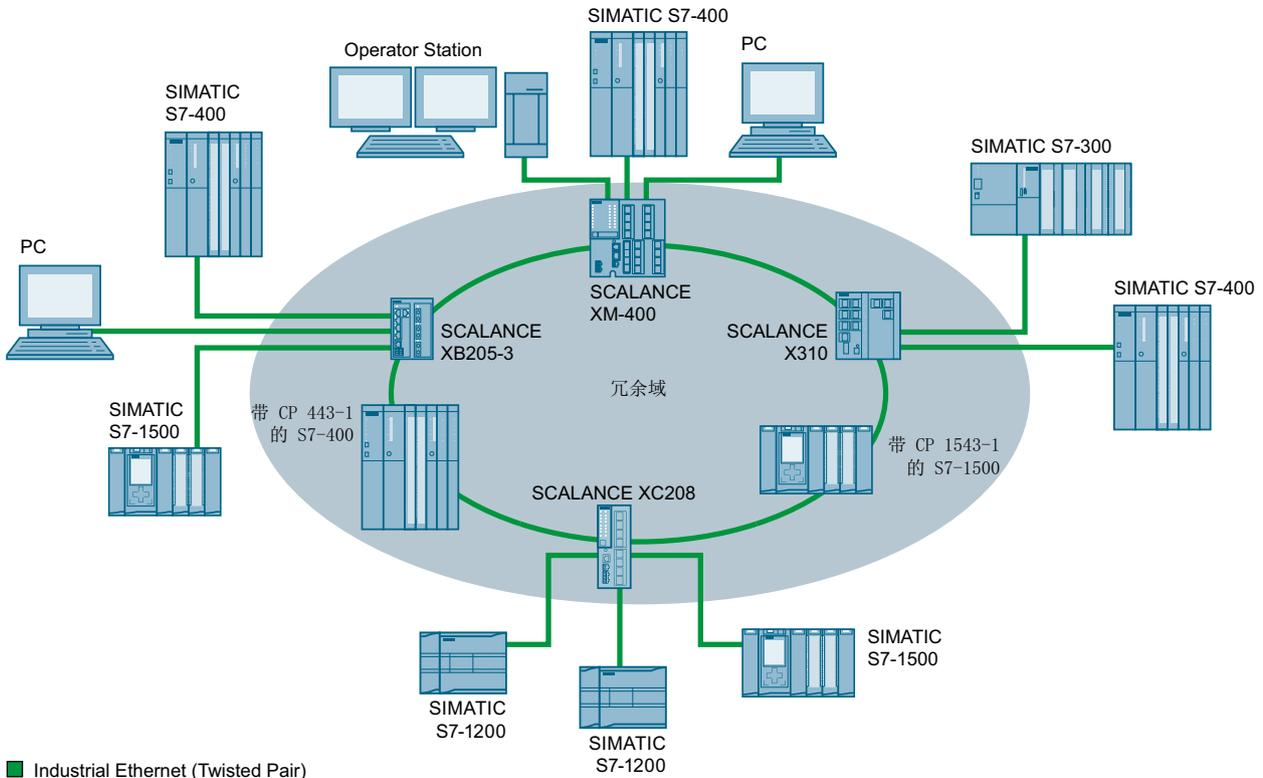 SIMATIC S7-400
Operator Station
PC
SIMATIC
S7-400
SIMATIC S7-300
PC
SIMATIC S7-400
SCALANCE
XM-400
SCALANCE
XB205-3
SCALANCE
X310
冗余域
SIMATIC
S7-1500
带 CP 443-1
的 S7-400
带 CP 1543-1
的 S7-1500
SCALANCE XC208
SIMATIC
S7-1500
SIMATIC
S7-1200
SIMATIC
S7-1200
Industrial Ethernet (Twisted Pair)